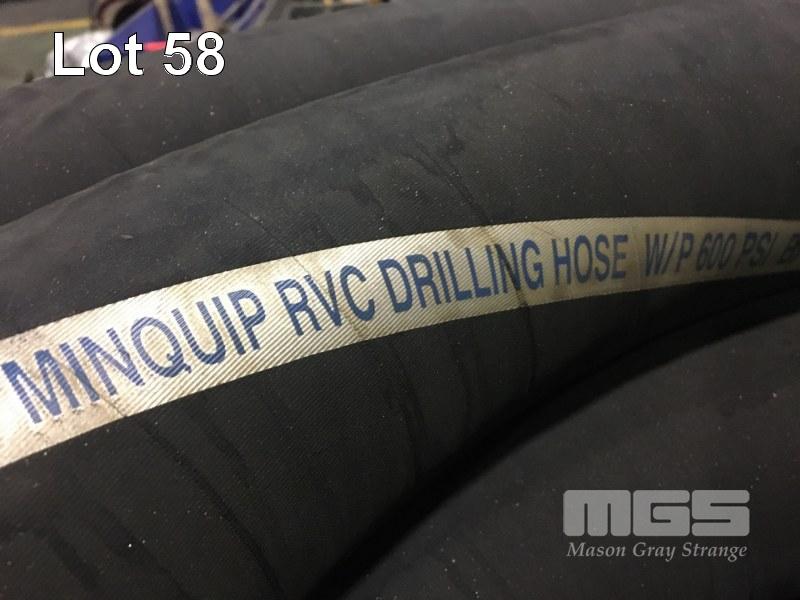 Lot 58
MINQUIP RVC DRILLING HOSE W/P 600 PSI
MGS
Mason Gray Strange